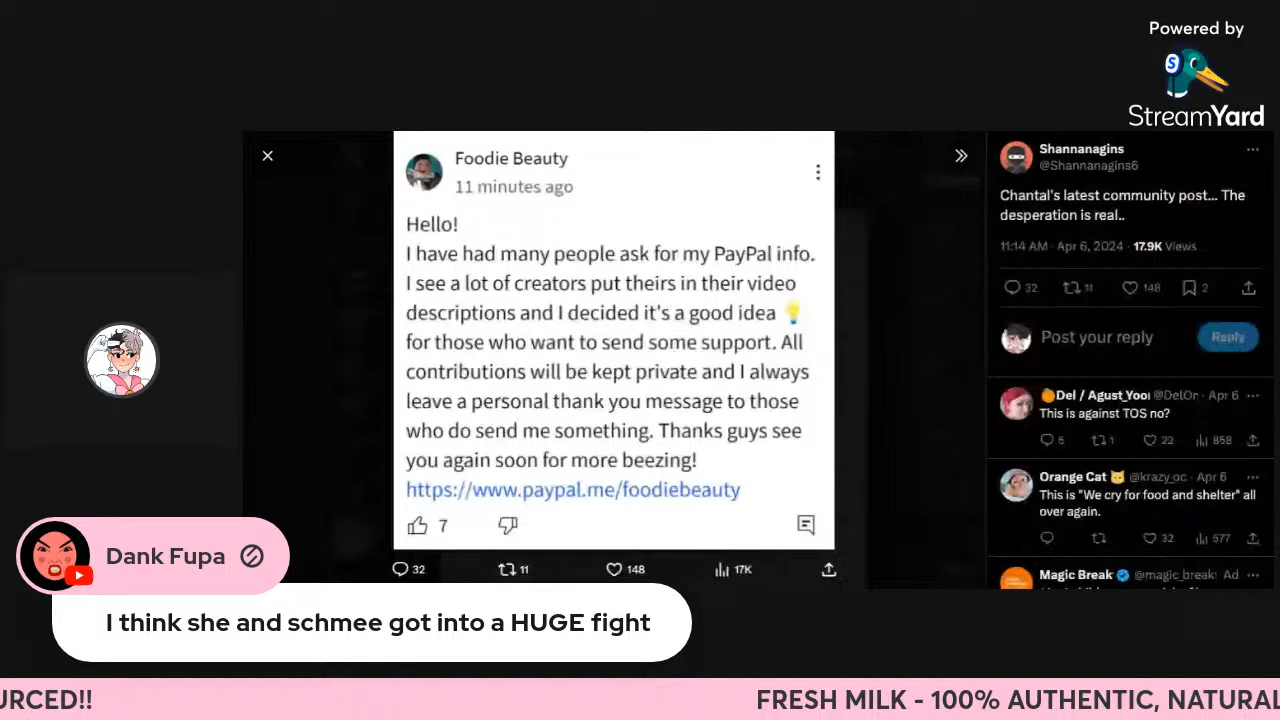 Powered by
StreamYard
Foodie Beauty
11 minutes ago
Hello!
I have had many people ask for my PayPal info.
I see a lot of creators put theirs in their video
descriptions and I decided it's a good idea 💡
for those who want to send some support. All
contributions will be kept private and I always
leave a personal thank you message to those
who do send me something. Thanks guys see
you again soon for more beezing!
https://www.paypal.me/foodiebeauty
7
32
11
148
17K
Shannanagins
@Shannanagins6
Chantal's latest community post... The
desperation is real..
11:14 AM · Apr 6, 2024 · 17.9K Views
32 11 148 2
Post your reply
Reply
🍊Del / Agust_Yoo @DelOr · Apr 6
This is against TOS no?
1 22 858
Orange Cat 🐱 @krazy_oc · Apr 6
This is "We cry for food and shelter" all
over again.
32 577
Magic Break @magic_break Ad
Dank Fupa
I think she and schmee got into a HUGE fight
URCED!! FRESH MILK - 100% AUTHENTIC, NATURAL